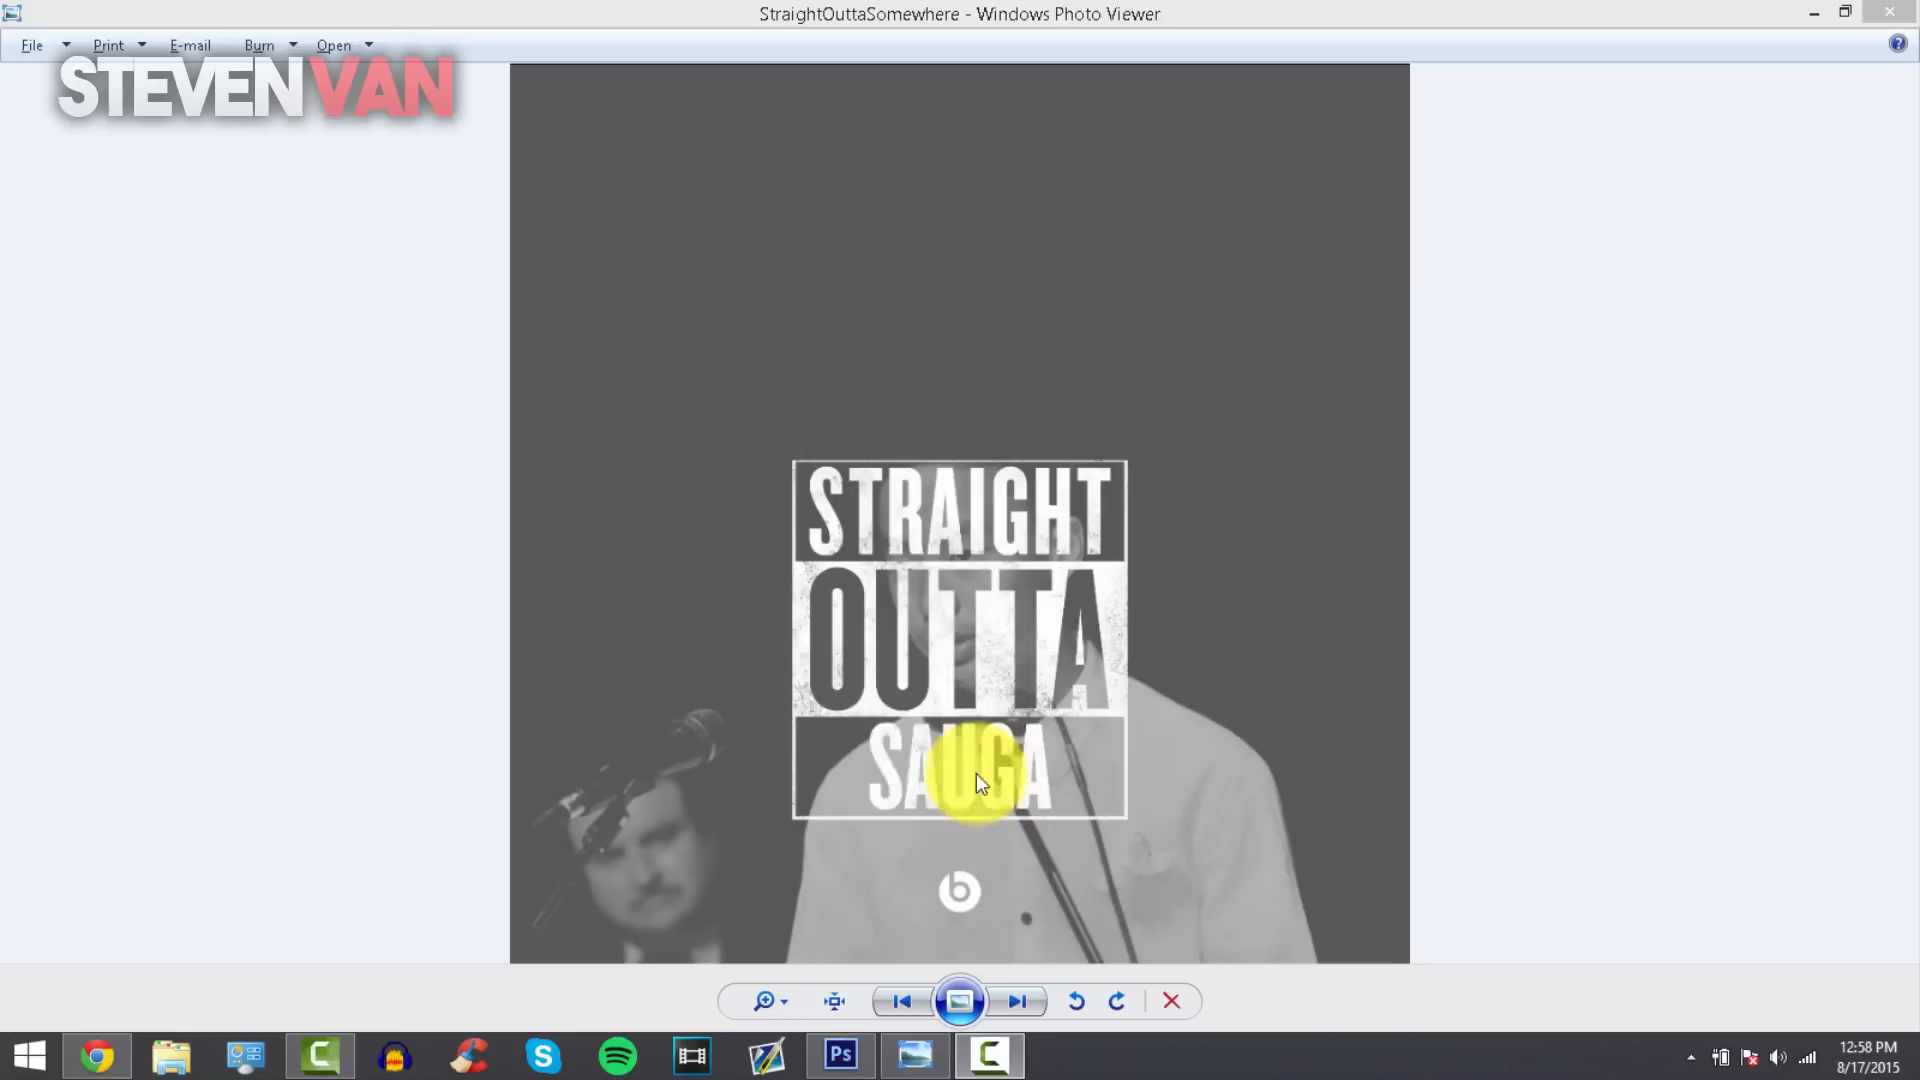 StraightOuttaSomewhere - Windows Photo Viewer
File Print E-mail Burn Open
STEVENVAN
STRAIGHT
OUTTA
SAUGA
b
Ps
12:58 PM
8/17/2015